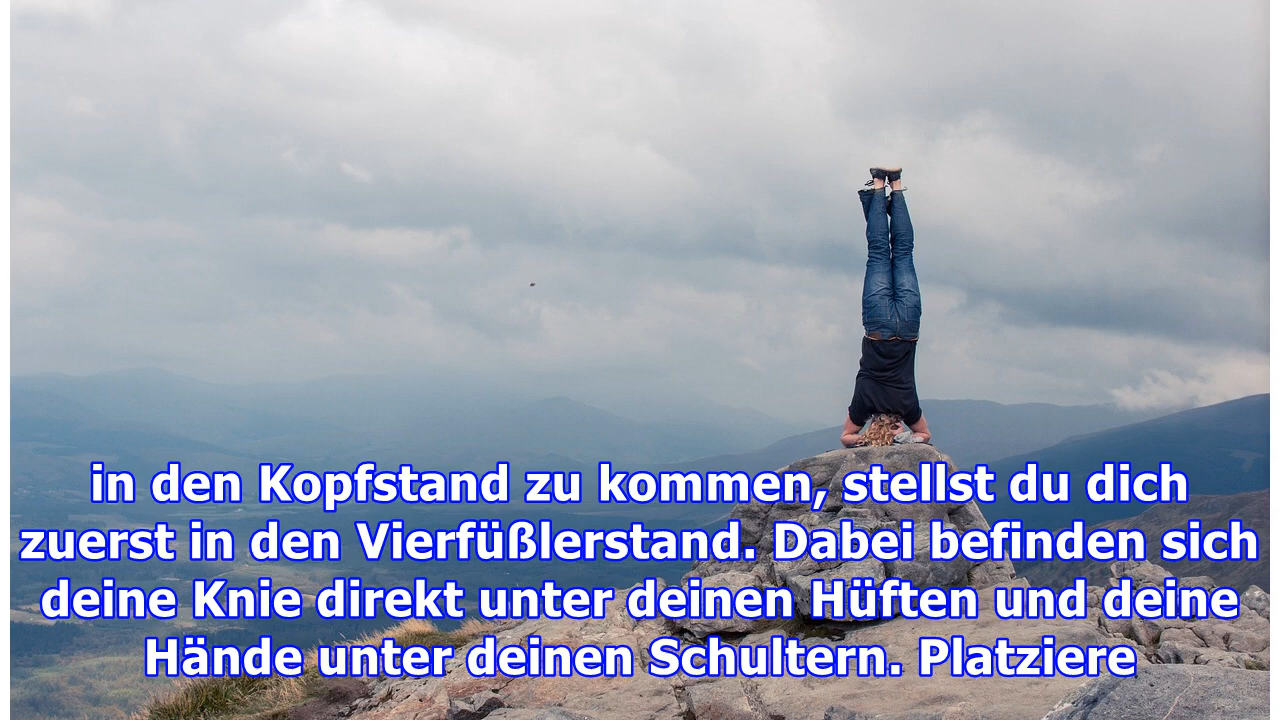 in den Kopfstand zu kommen, stellst du dich
zuerst in den Vierfüßlerstand. Dabei befinden sich
deine Knie direkt unter deinen Hüften und deine
Hände unter deinen Schultern. Platziere